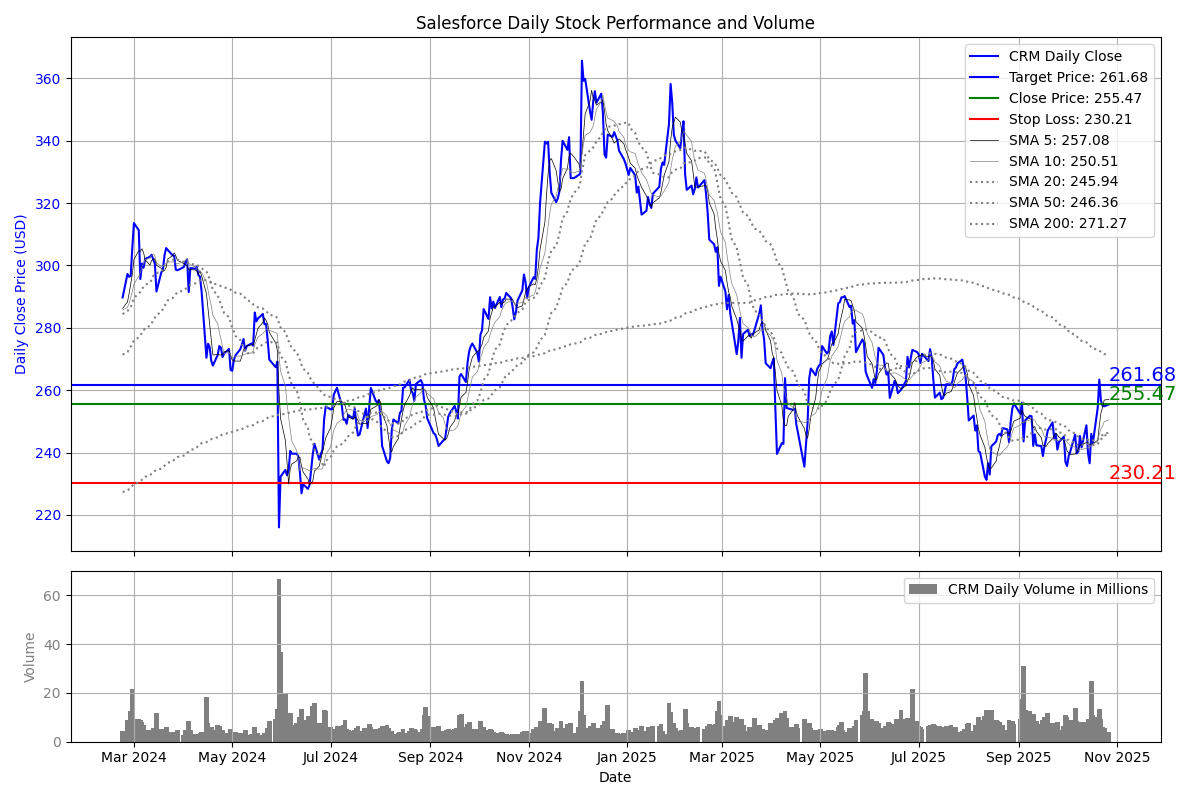 Salesforce Daily Stock Performance and Volume
Daily Close Price (USD)
360
340
320
300
280
260
240
220
CRM Daily Close
Target Price: 261.68
Close Price: 255.47
Stop Loss: 230.21
SMA 5: 257.08
SMA 10: 250.51
SMA 20: 245.94
SMA 50: 246.36
SMA 200: 271.27
261.68
255.47
230.21
Volume
60
40
20
0
CRM Daily Volume in Millions
Mar 2024 May 2024 Jul 2024 Sep 2024 Nov 2024 Jan 2025 Mar 2025 May 2025 Jul 2025 Sep 2025 Nov 2025
Date